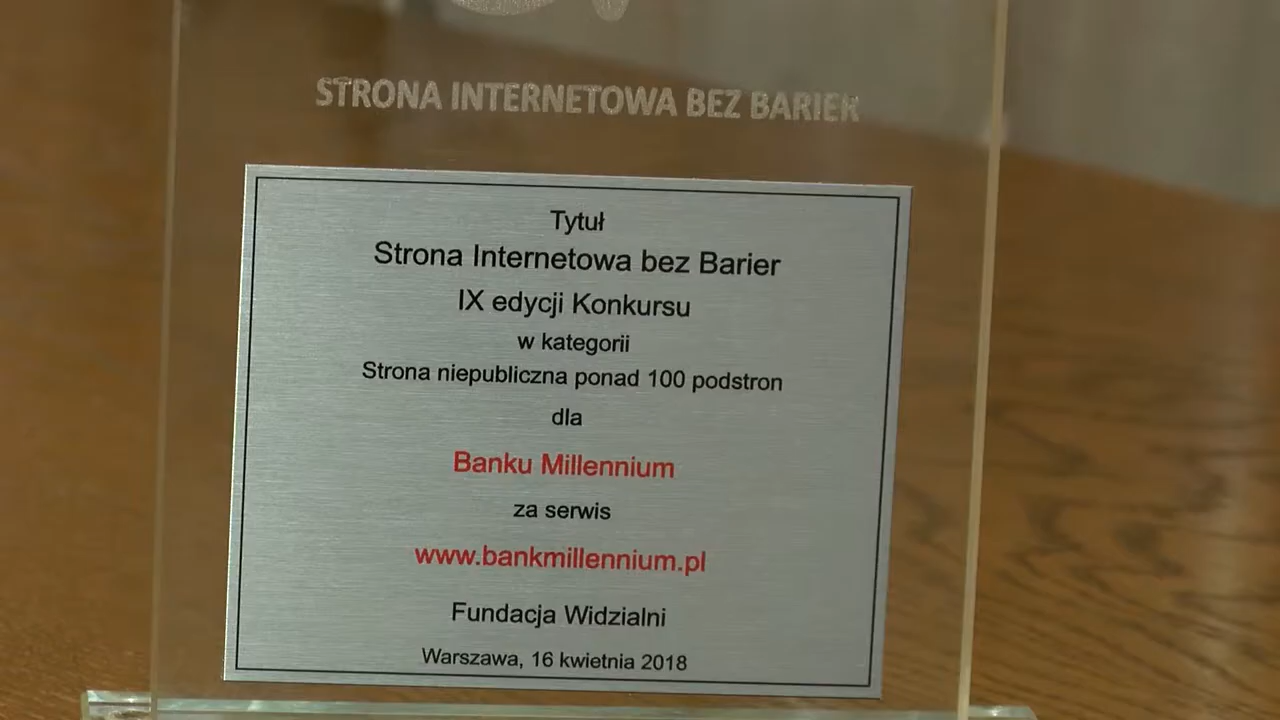 STRONA INTERNETOWA BEZ BARIER
Tytuł
Strona Internetowa bez Barier
IX edycji Konkursu
w kategorii
Strona niepubliczna ponad 100 podstron
dla
Banku Millennium
za serwis
www.bankmillennium.pl
Fundacja Widzialni
Warszawa, 16 kwietnia 2018